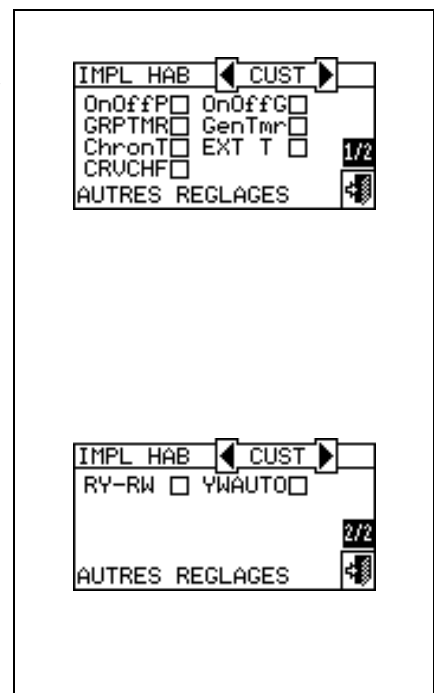 IMPL HAB CUST
OnOffP OnOffG
GRPTMR GenTmr
ChronT EXT T
CRVCHF
1/2
AUTRES REGLAGES
IMPL HAB CUST
RY-RW YWAUTO
2/2
AUTRES REGLAGES